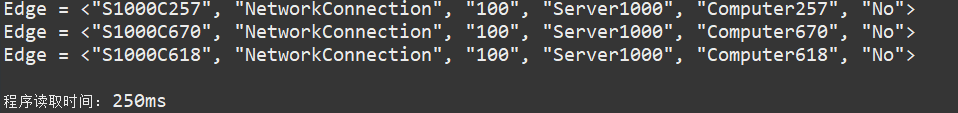 Edge = <"S1000C257", "NetworkConnection", "100", "Server1000", "Computer257", "No">
Edge = <"S1000C670", "NetworkConnection", "100", "Server1000", "Computer670", "No">
Edge = <"S1000C618", "NetworkConnection", "100", "Server1000", "Computer618", "No">
程序读取时间：250ms